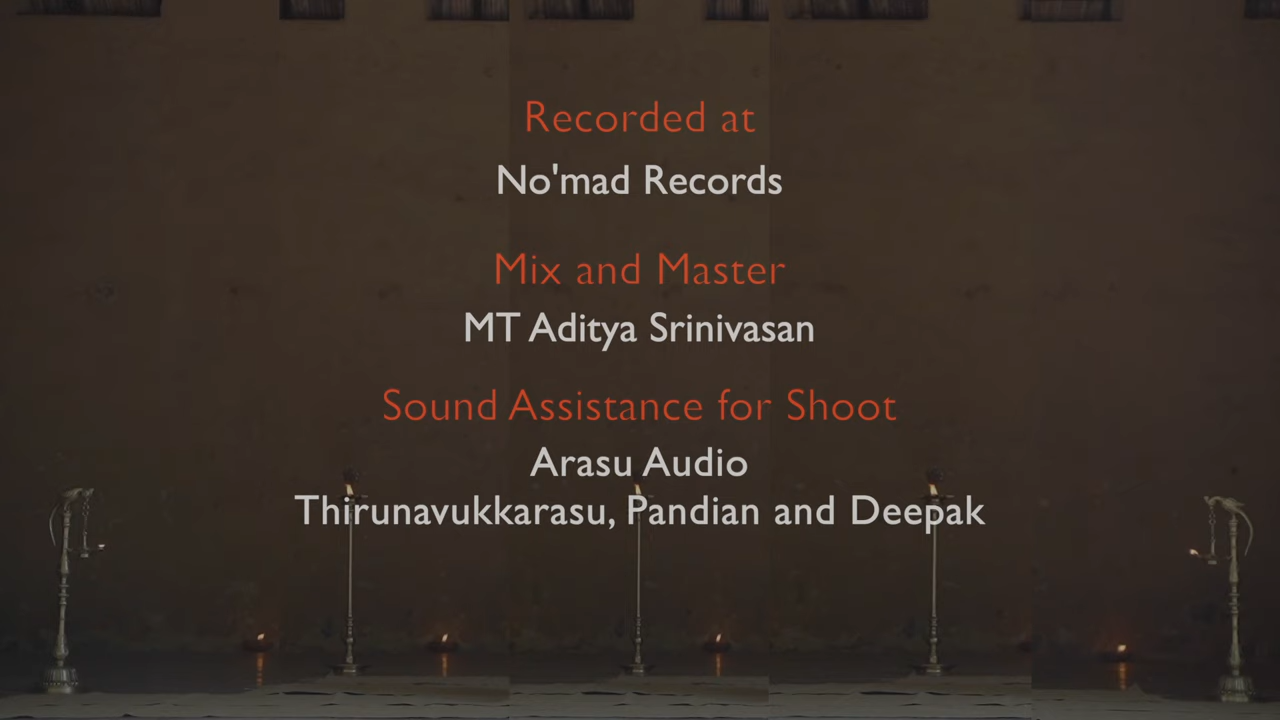 Recorded at
No'mad Records
Mix and Master
MT Aditya Srinivasan
Sound Assistance for Shoot
Arasu Audio
Thirunavukkarasu, Pandian and Deepak